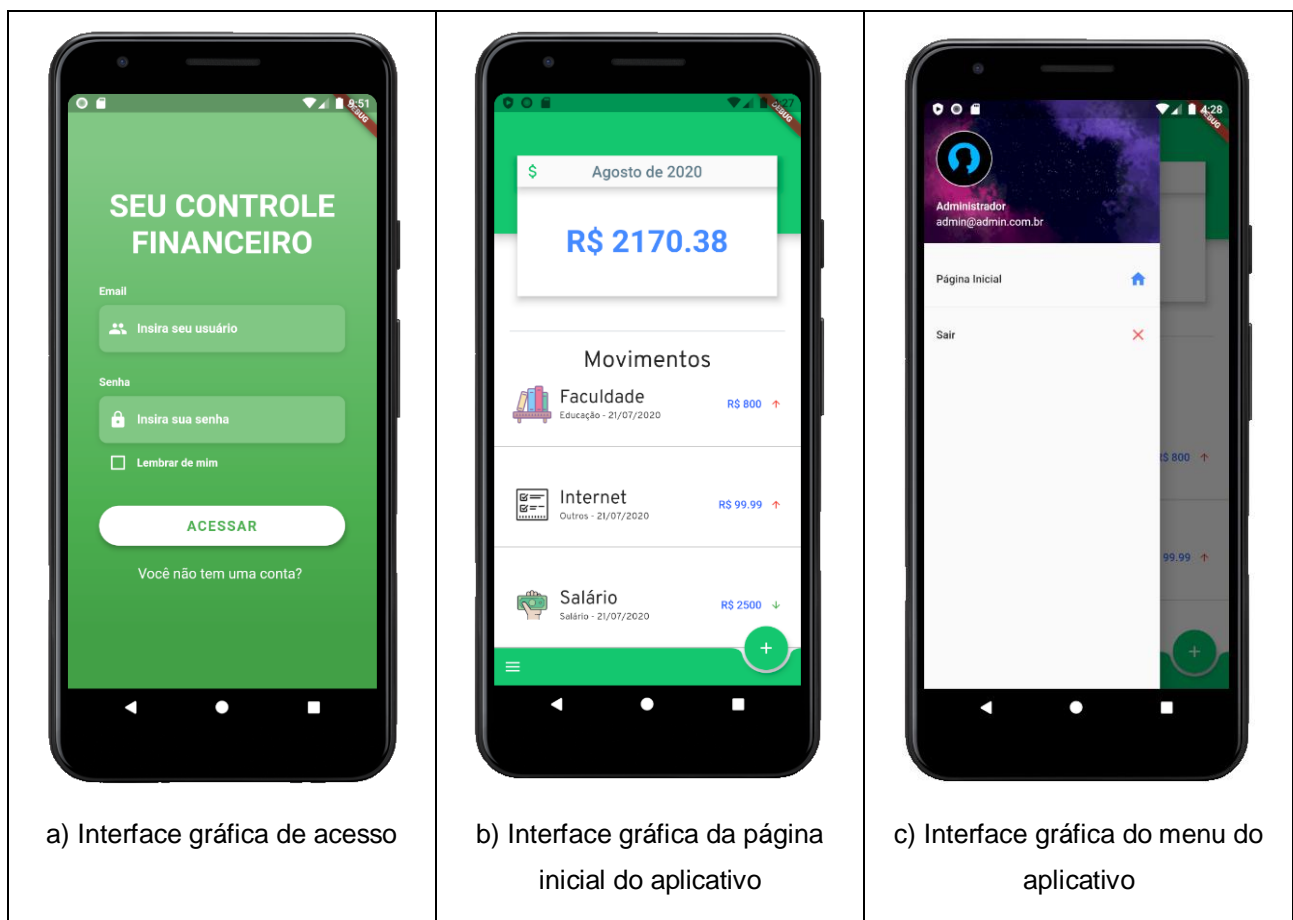 9:51
DEBUG
SEU CONTROLE
FINANCEIRO
Email
Insira seu usuário
Senha
Insira sua senha
Lembrar de mim
ACESSAR
Você não tem uma conta?
a) Interface gráfica de acesso
DEBUG
$ Agosto de 2020
R$ 2170.38
Movimentos
Faculdade
Educação - 21/07/2020
R$ 800
Internet
Outros - 21/07/2020
R$ 99.99
Salário
Salário - 21/07/2020
R$ 2500
+
b) Interface gráfica da página
inicial do aplicativo
4:28
DEBUG
Administrador
admin@admin.com.br
Página Inicial
Sair
R$ 800
99.99
+
c) Interface gráfica do menu do
aplicativo